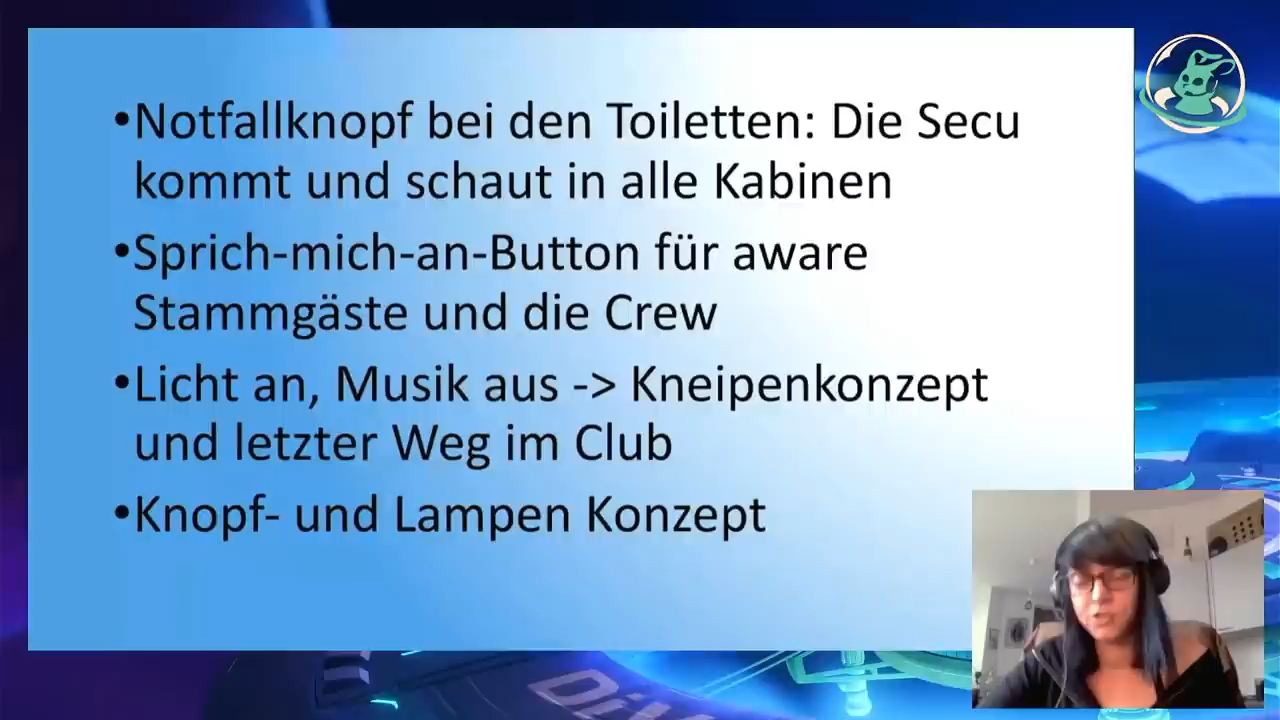 •Notfallknopf bei den Toiletten: Die Secu
kommt und schaut in alle Kabinen
•Sprich-mich-an-Button für aware
Stammgäste und die Crew
•Licht an, Musik aus -> Kneipenkonzept
und letzter Weg im Club
•Knopf- und Lampen Konzept